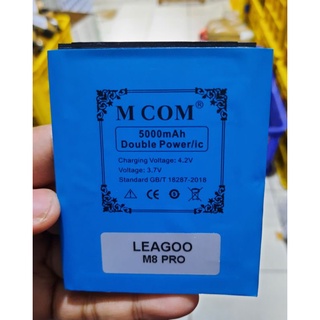 M COM®
5000mAh
Double Power/ic
Charging Voltage: 4.2V
Voltage: 3.7V
Standard GB/T 18287-2018
CE
LEAGOO
M8 PRO